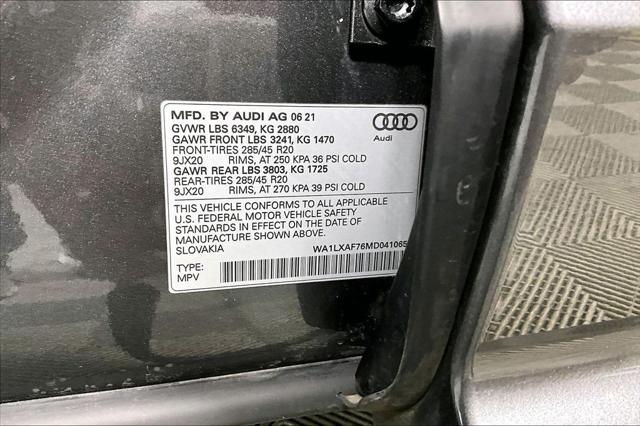 MFD. BY AUDI AG 06 21
GVWR LBS 6349, KG 2880
GAWR FRONT LBS 3241, KG 1470
FRONT-TIRES 285/45 R20
9JX20 RIMS, AT 250 KPA 36 PSI COLD
GAWR REAR LBS 3803, KG 1725
REAR-TIRES 285/45 R20
9JX20 RIMS, AT 270 KPA 39 PSI COLD
Audi
THIS VEHICLE CONFORMS TO ALL APPLICABLE
U.S. FEDERAL MOTOR VEHICLE SAFETY
STANDARDS IN EFFECT ON THE DATE OF
MANUFACTURE SHOWN ABOVE.
SLOVAKIA WA1LXAF76MD041065
TYPE:
MPV